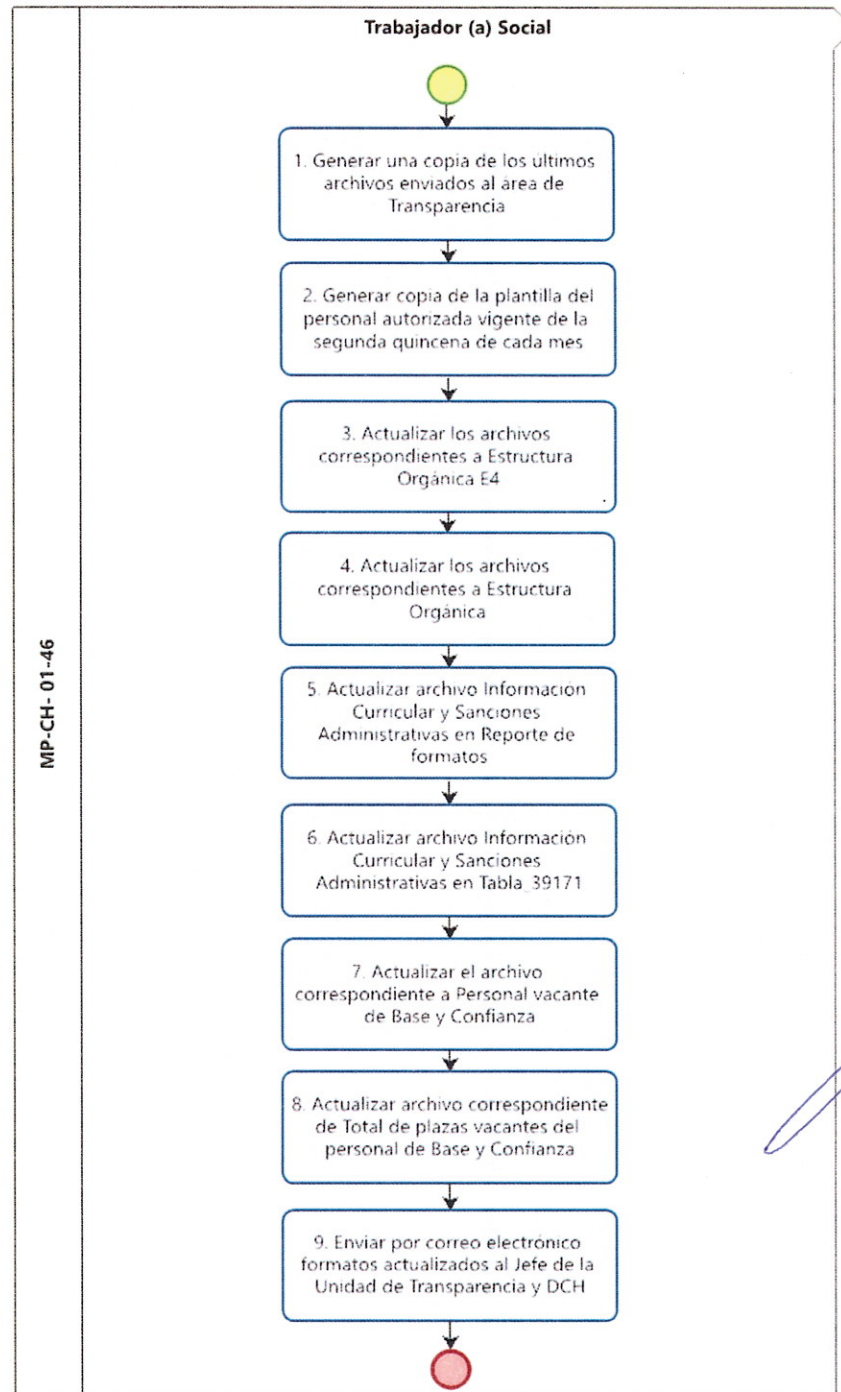 Trabajador (a) Social
MP-CH- 01-46
1. Generar una copia de los últimos
archivos enviados al área de
Transparencia
2. Generar copia de la plantilla del
personal autorizada vigente de la
segunda quincena de cada mes
3. Actualizar los archivos
correspondientes a Estructura
Orgánica E4
4. Actualizar los archivos
correspondientes a Estructura
Orgánica
5. Actualizar archivo Información
Curricular y Sanciones
Administrativas en Reporte de
formatos
6. Actualizar archivo Información
Curricular y Sanciones
Administrativas en Tabla_39171
7. Actualizar el archivo
correspondiente a Personal vacante
de Base y Confianza
8. Actualizar archivo correspondiente
de Total de plazas vacantes del
personal de Base y Confianza
9. Enviar por correo electrónico
formatos actualizados al Jefe de la
Unidad de Transparencia y DCH